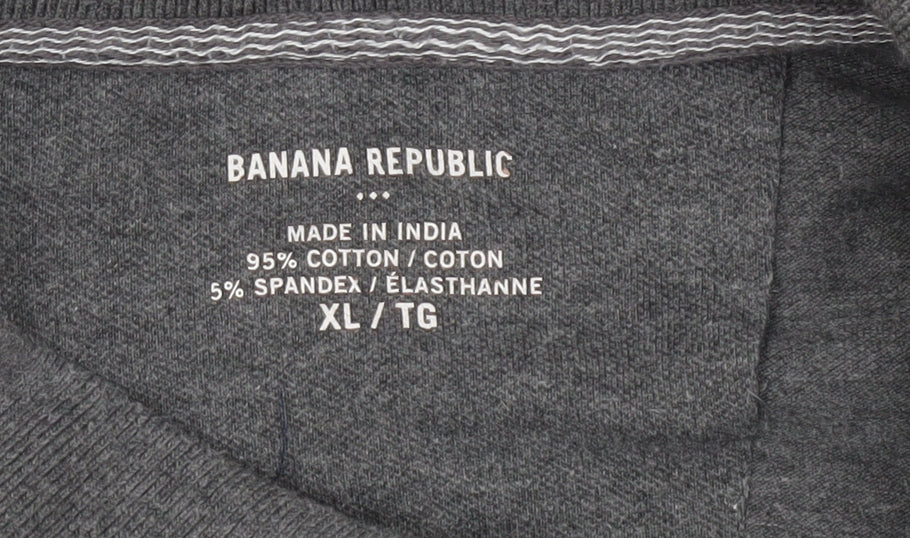 BANANA REPUBLIC
MADE IN INDIA
95% COTTON / COTON
5% SPANDEX / ÉLASTHANNE
XL / TG